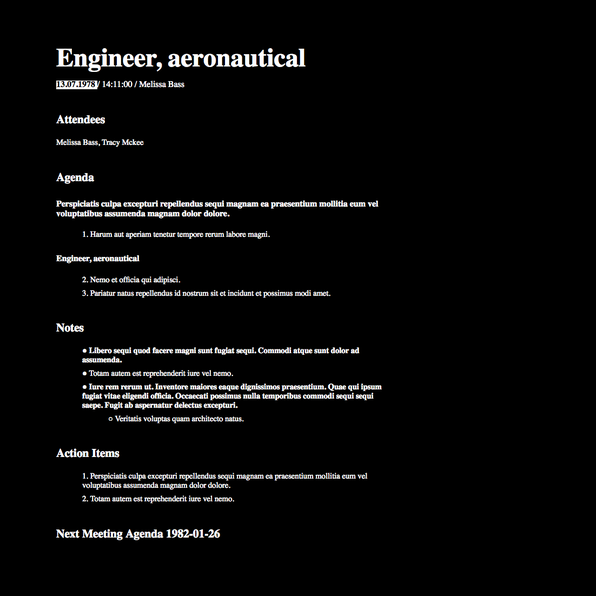 Engineer, aeronautical
13.07.1978 / 14:11:00 / Melissa Bass
Attendees
Melissa Bass, Tracy Mckee
Agenda
Perspiciatis culpa excepturi repellendus sequi magnam ea praesentium mollitia eum vel
voluptatibus assumenda magnam dolor dolore.
1. Harum aut aperiam tenetur tempore rerum labore magni.
Engineer, aeronautical
2. Nemo et officia qui adipisci.
3. Pariatur natus repellendus id nostrum sit et incidunt et possimus modi amet.
Notes
● Libero sequi quod facere magni sunt fugiat sequi. Commodi atque sunt dolor ad
assumenda.
● Totam autem est reprehenderit iure vel nemo.
● Iure rem rerum ut. Inventore maiores eaque dignissimos praesentium. Quae qui ipsum
fugiat vitae eligendi officia. Occaecati possimus nulla temporibus commodi sequi sequi
saepe. Fugit ab aspernatur delectus excepturi.
○ Veritatis voluptas quam architecto natus.
Action Items
1. Perspiciatis culpa excepturi repellendus sequi magnam ea praesentium mollitia eum vel
voluptatibus assumenda magnam dolor dolore.
2. Totam autem est reprehenderit iure vel nemo.
Next Meeting Agenda 1982-01-26